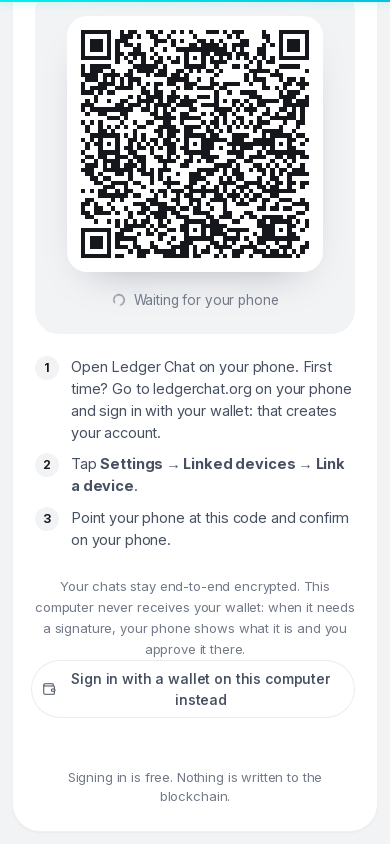 Waiting for your phone
1 Open Ledger Chat on your phone. First
time? Go to ledgerchat.org on your phone
and sign in with your wallet: that creates
your account.
2 Tap Settings → Linked devices → Link
a device.
3 Point your phone at this code and confirm
on your phone.
Your chats stay end-to-end encrypted. This
computer never receives your wallet: when it needs
a signature, your phone shows what it is and you
approve it there.
Sign in with a wallet on this computer
instead
Signing in is free. Nothing is written to the
blockchain.